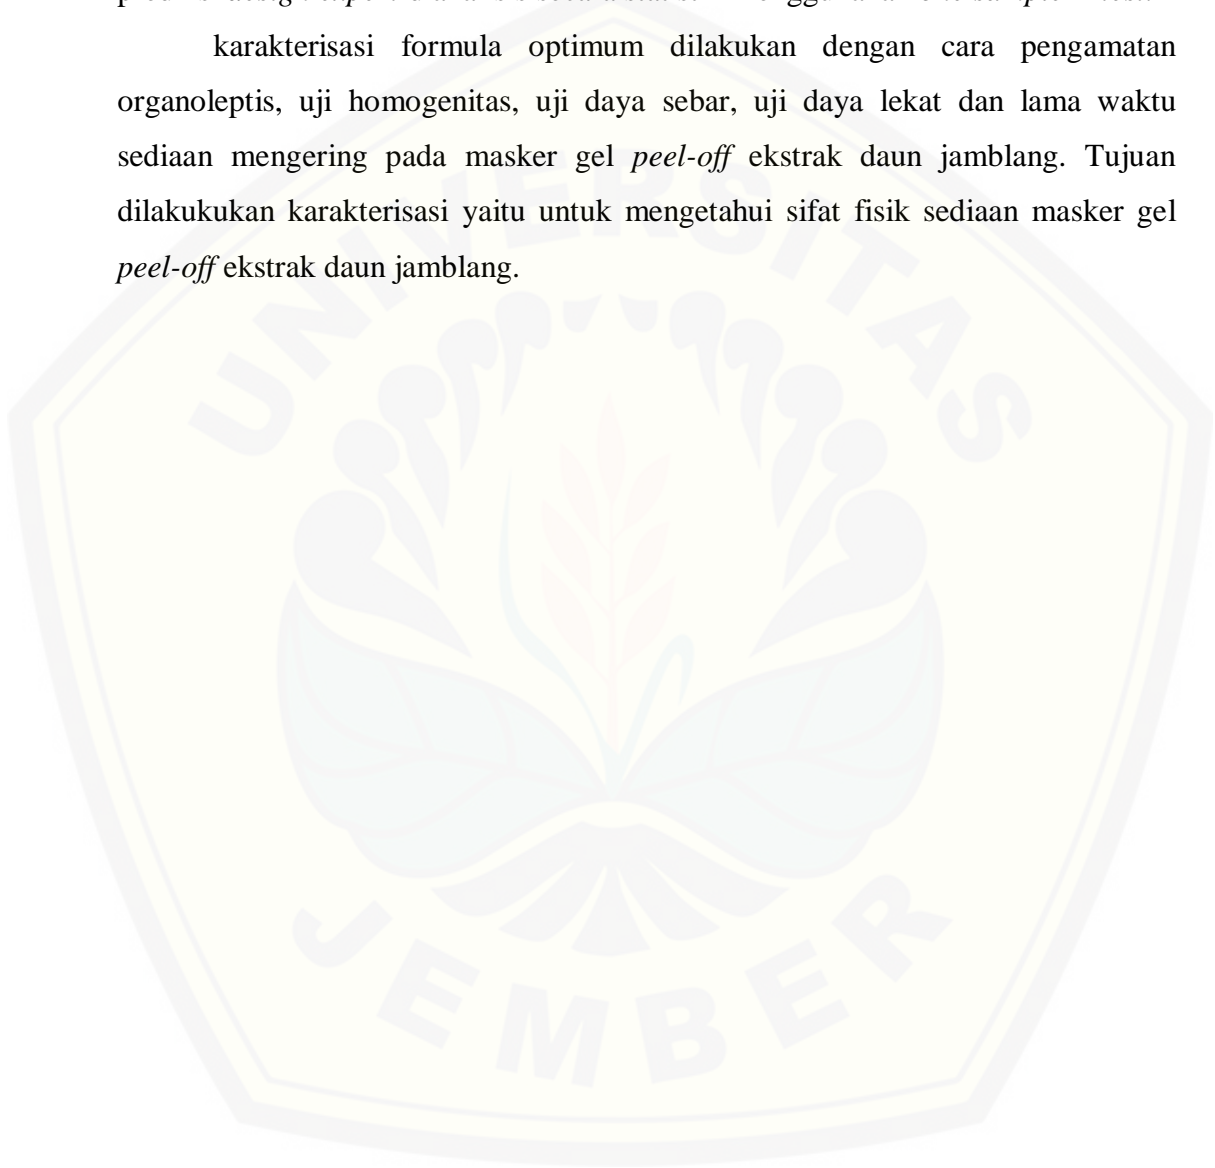 karakterisasi formula optimum dilakukan dengan cara pengamatan
organoleptis, uji homogenitas, uji daya sebar, uji daya lekat dan lama waktu
sediaan mengering pada masker gel peel-off ekstrak daun jamblang. Tujuan
dilakukukan karakterisasi yaitu untuk mengetahui sifat fisik sediaan masker gel
peel-off ekstrak daun jamblang.
UNIVERSITAS
JEMBER